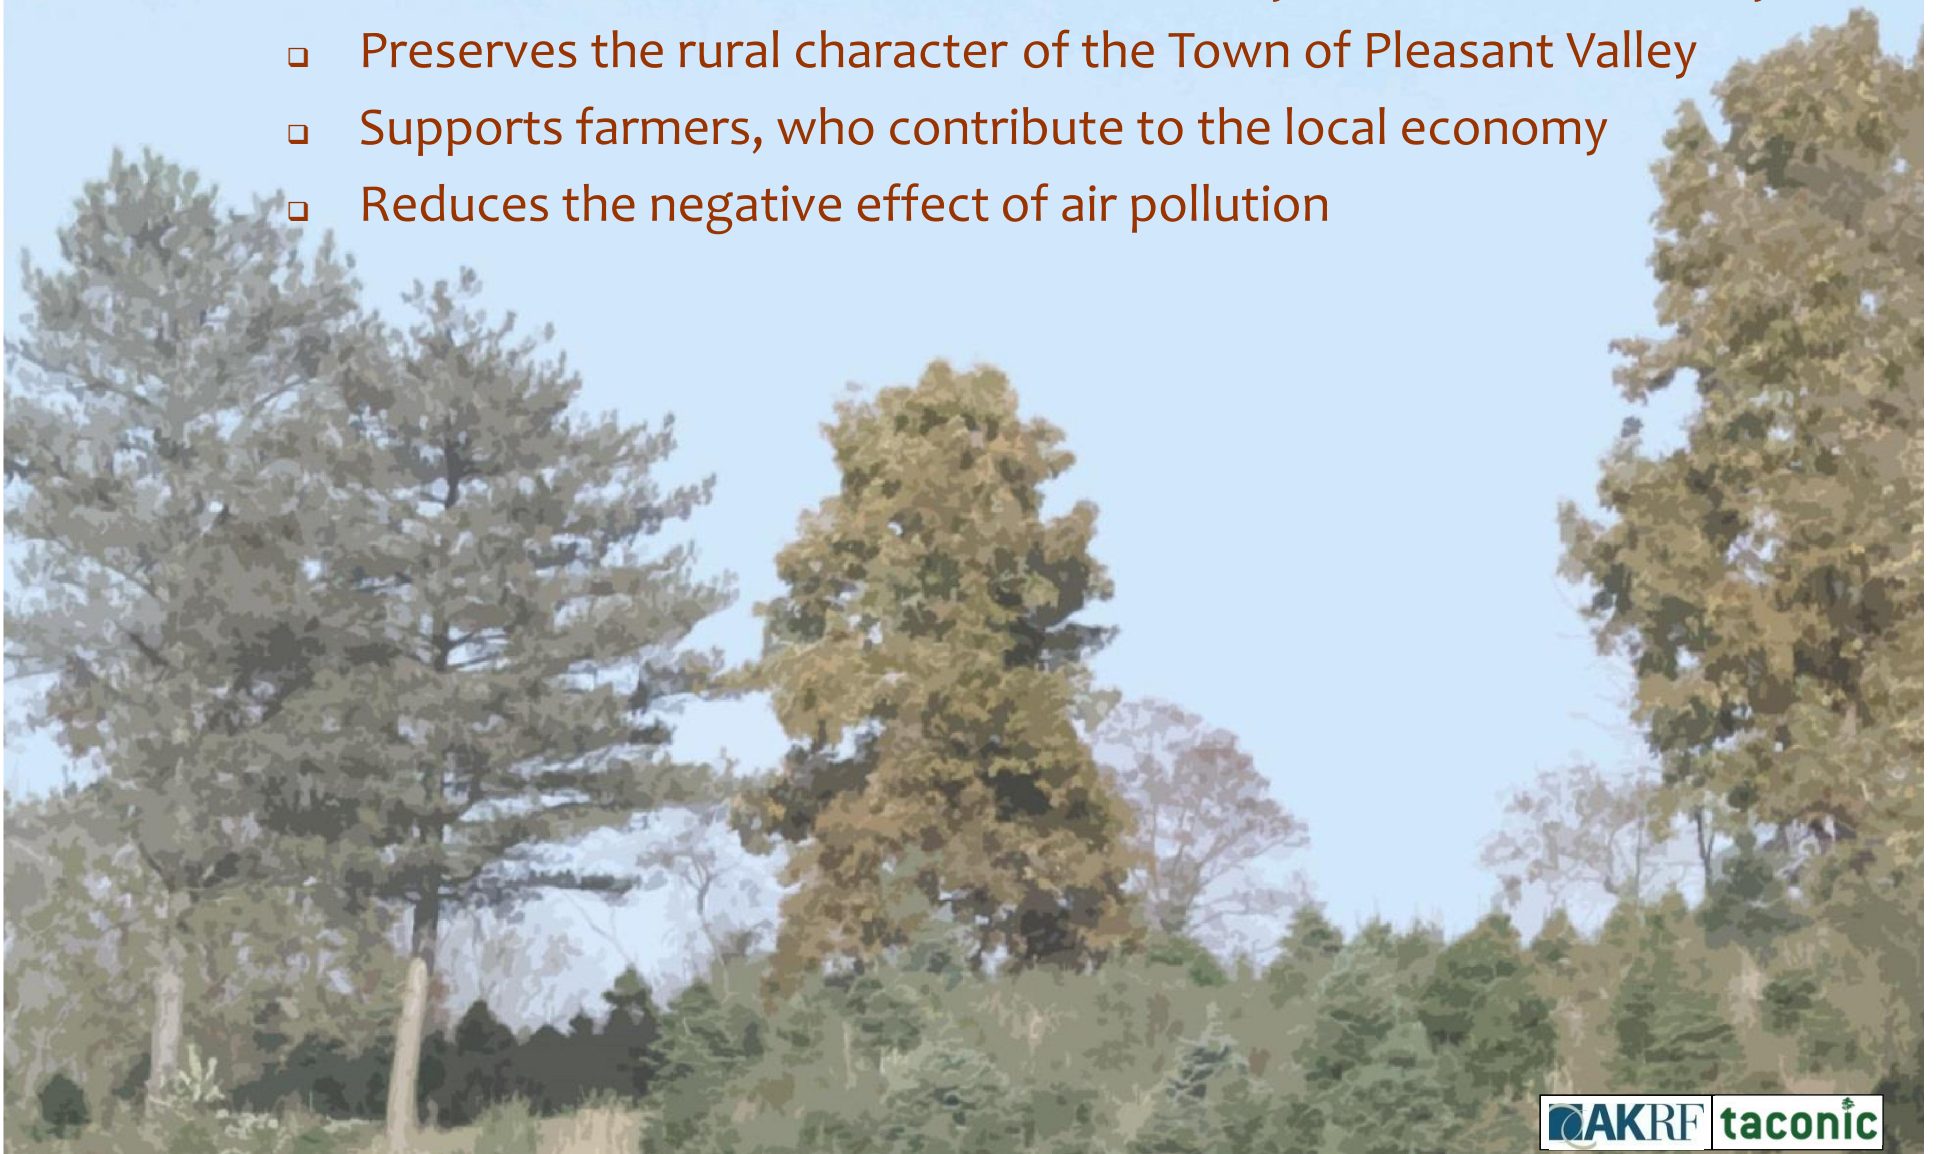 ❑ Preserves the rural character of the Town of Pleasant Valley
❑ Supports farmers, who contribute to the local economy
❑ Reduces the negative effect of air pollution
AKRF taconic